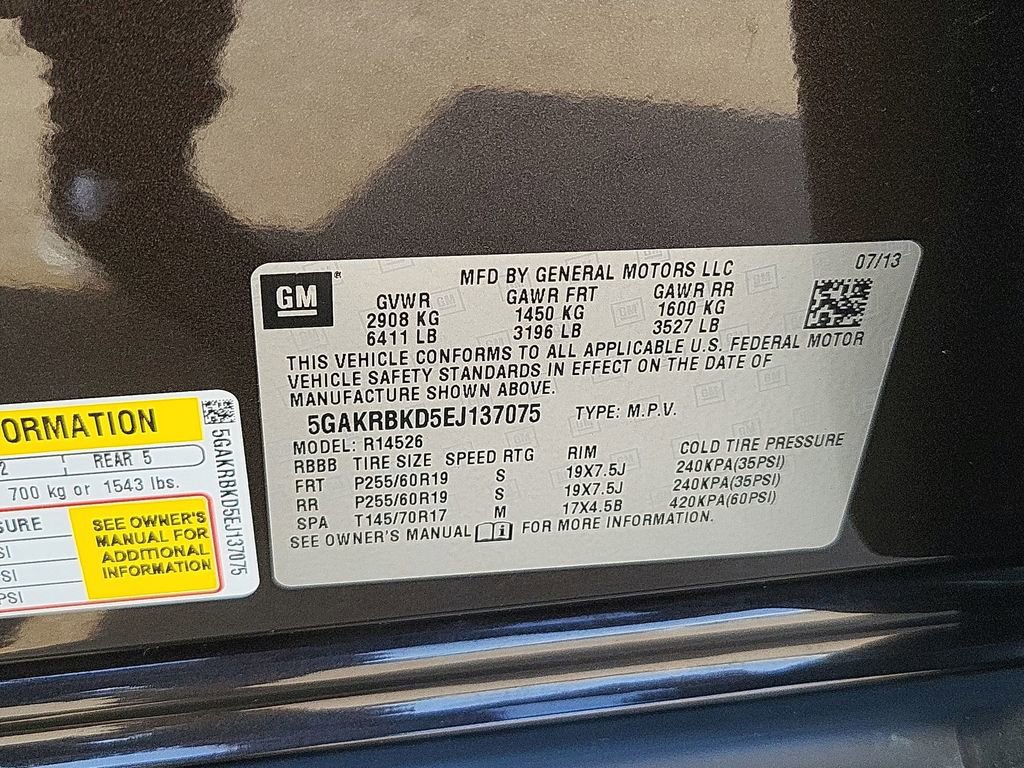 GM
®
MFD BY GENERAL MOTORS LLC
07/13
GVWR GAWR FRT GAWR RR
2908 KG 1450 KG 1600 KG
6411 LB 3196 LB 3527 LB
THIS VEHICLE CONFORMS TO ALL APPLICABLE U.S. FEDERAL MOTOR
VEHICLE SAFETY STANDARDS IN EFFECT ON THE DATE OF
MANUFACTURE SHOWN ABOVE.
5GAKRBKD5EJ137075 TYPE: M.P.V.
MODEL: R14526
RBBB TIRE SIZE SPEED RTG RIM COLD TIRE PRESSURE
FRT P255/60R19 S 19X7.5J 240KPA(35PSI)
RR P255/60R19 S 19X7.5J 240KPA(35PSI)
SPA T145/70R17 M 17X4.5B 420KPA(60PSI)
SEE OWNER'S MANUAL i FOR MORE INFORMATION.
ORMATION
2 REAR 5
700 kg or 1543 lbs.
SURE
SI
SI
PSI
SEE OWNER'S
MANUAL FOR
ADDITIONAL
INFORMATION
5GAKRBKD5EJ137075